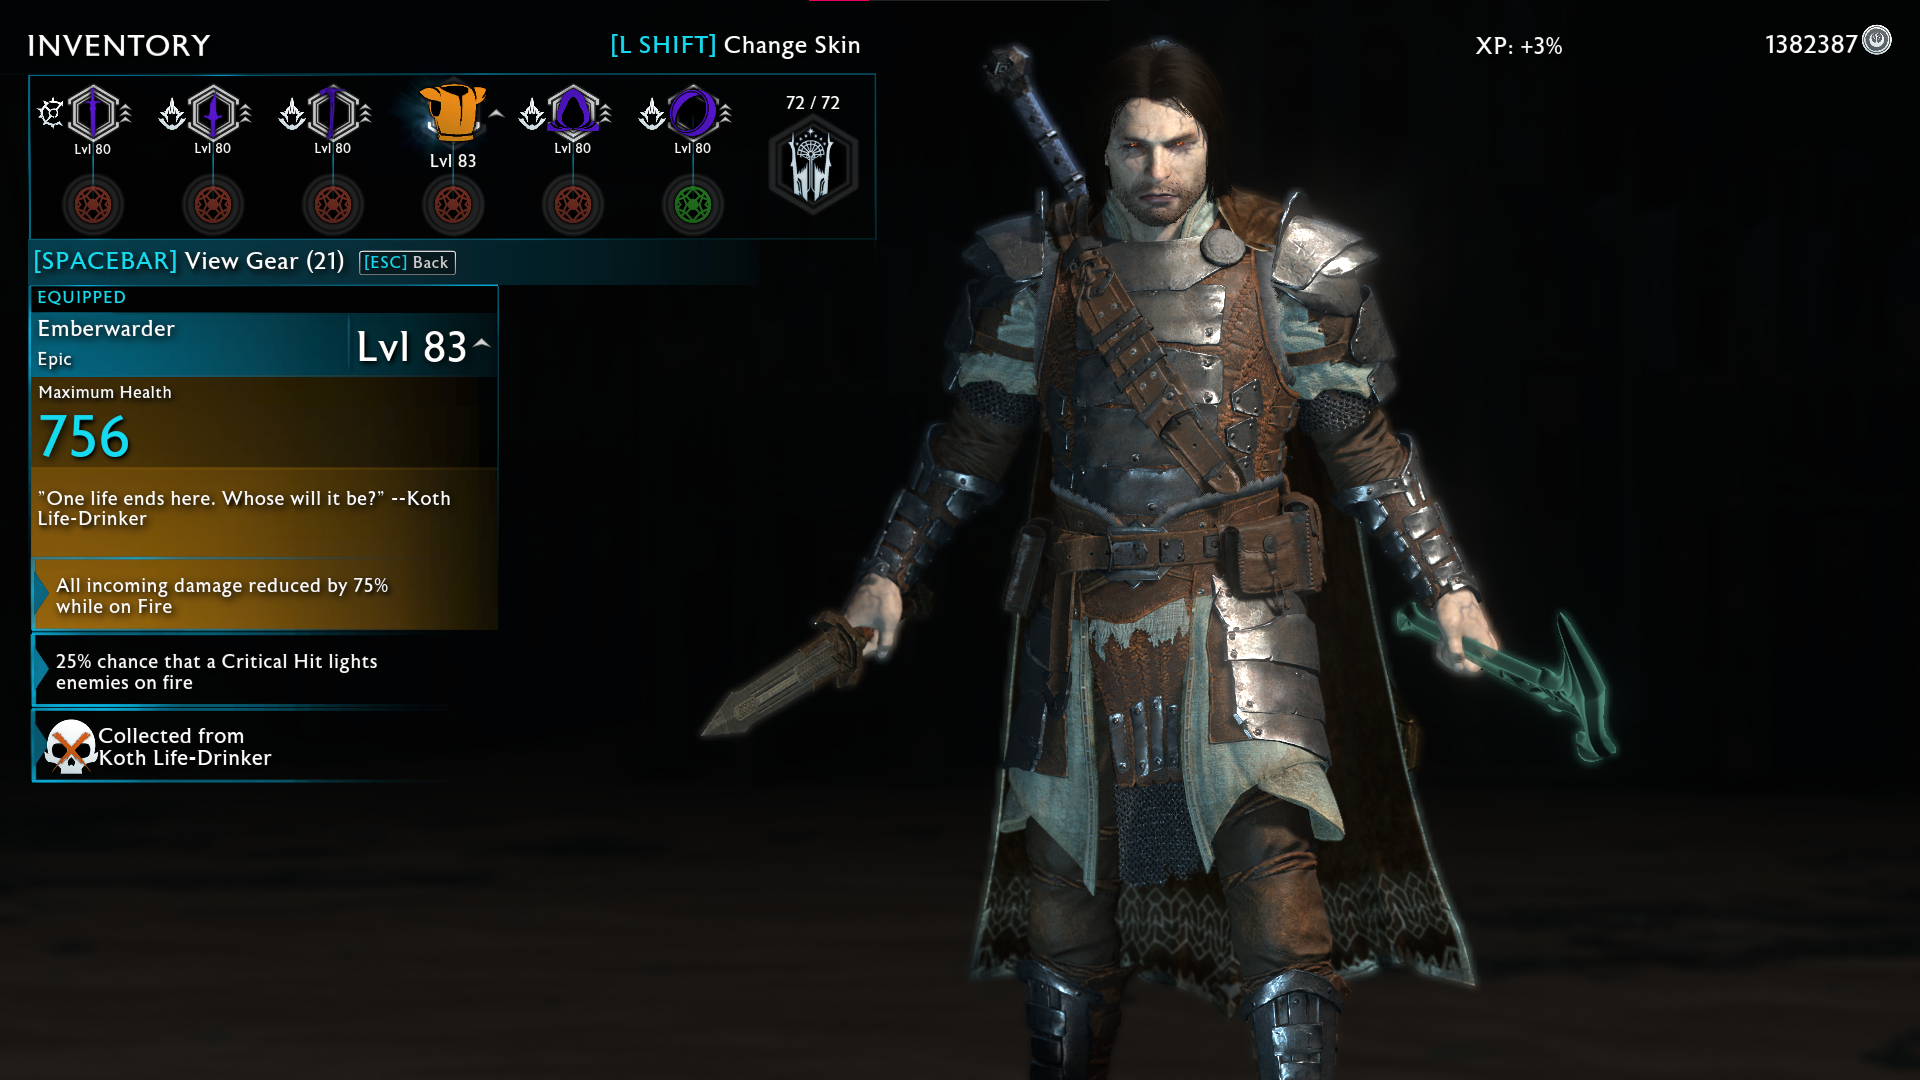 INVENTORY
[L SHIFT] Change Skin
XP: +3%
1382387
Lvl 80
Lvl 80
Lvl 80
Lvl 83
Lvl 80
Lvl 80
72 / 72
[SPACEBAR] View Gear (21)
[ESC] Back
EQUIPPED
Emberwarder
Epic
Lvl 83
Maximum Health
756
"One life ends here. Whose will it be?" --Koth
Life-Drinker
All incoming damage reduced by 75%
while on Fire
25% chance that a Critical Hit lights
enemies on fire
Collected from
Koth Life-Drinker